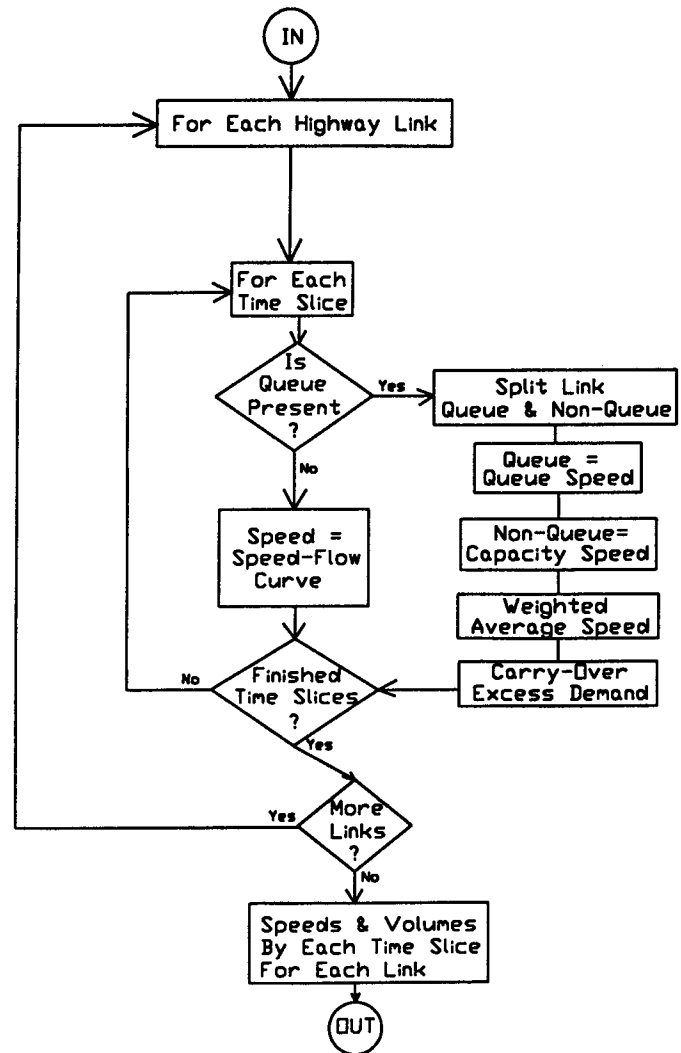 IN
For Each Highway Link
For Each
Time Slice
Is
Queue
Present
?
Yes
No
Split Link
Queue & Non-Queue
Queue =
Queue Speed
Non-Queue=
Capacity Speed
Weighted
Average Speed
Carry-Over
Excess Demand
Speed =
Speed-Flow
Curve
Finished
Time Slices
?
No
Yes
More
Links
?
Yes
No
Speeds & Volumes
By Each Time Slice
For Each Link
OUT